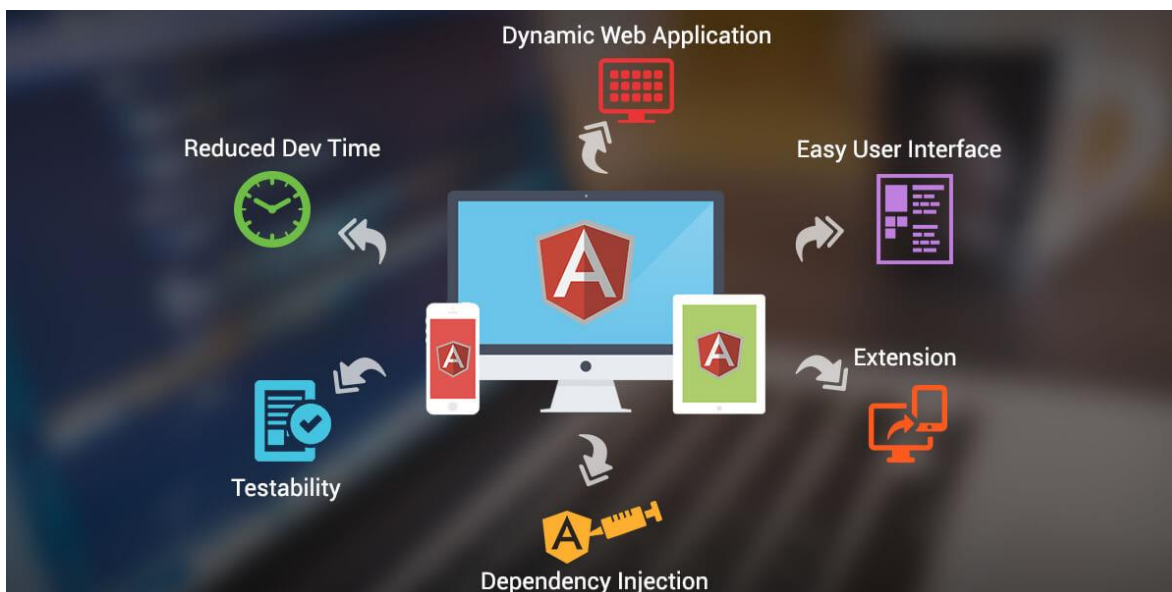 Dynamic Web Application
Reduced Dev Time
Easy User Interface
A
A
A
Extension
Testability
A
Dependency Injection